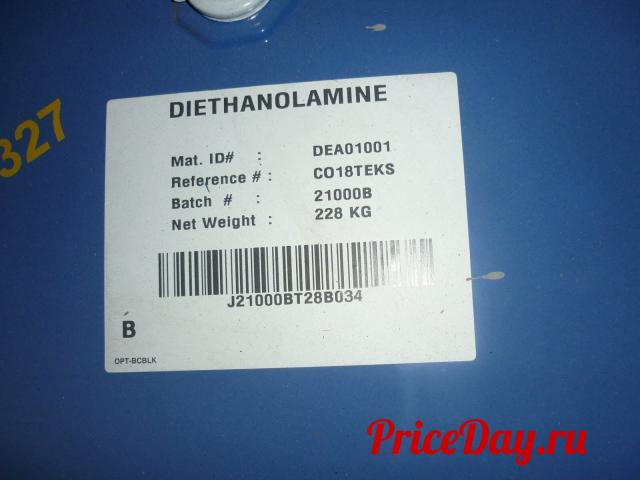 327
DIETHANOLAMINE
Mat. ID# : DEA01001
Reference # : CO18TEKS
Batch # : 21000B
Net Weight : 228 KG
J21000BT28B034
B
OPT-BCBLK
PriceDay.ru